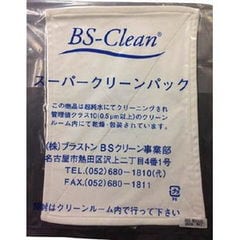 BS-Clean®
スーパークリーンパック
この商品は超純水にてクリーニングされ
管理値クラス10(0.5μm以上)のクリーン
ルーム内にて乾燥・包装されています。
(株)プラストン BSクリーン事業部
名古屋市熱田区沢上二丁目4番1号
TEL.(052)680-1810(代)
FAX.(052)680-1811
開封はクリーンルーム内で行って下さい